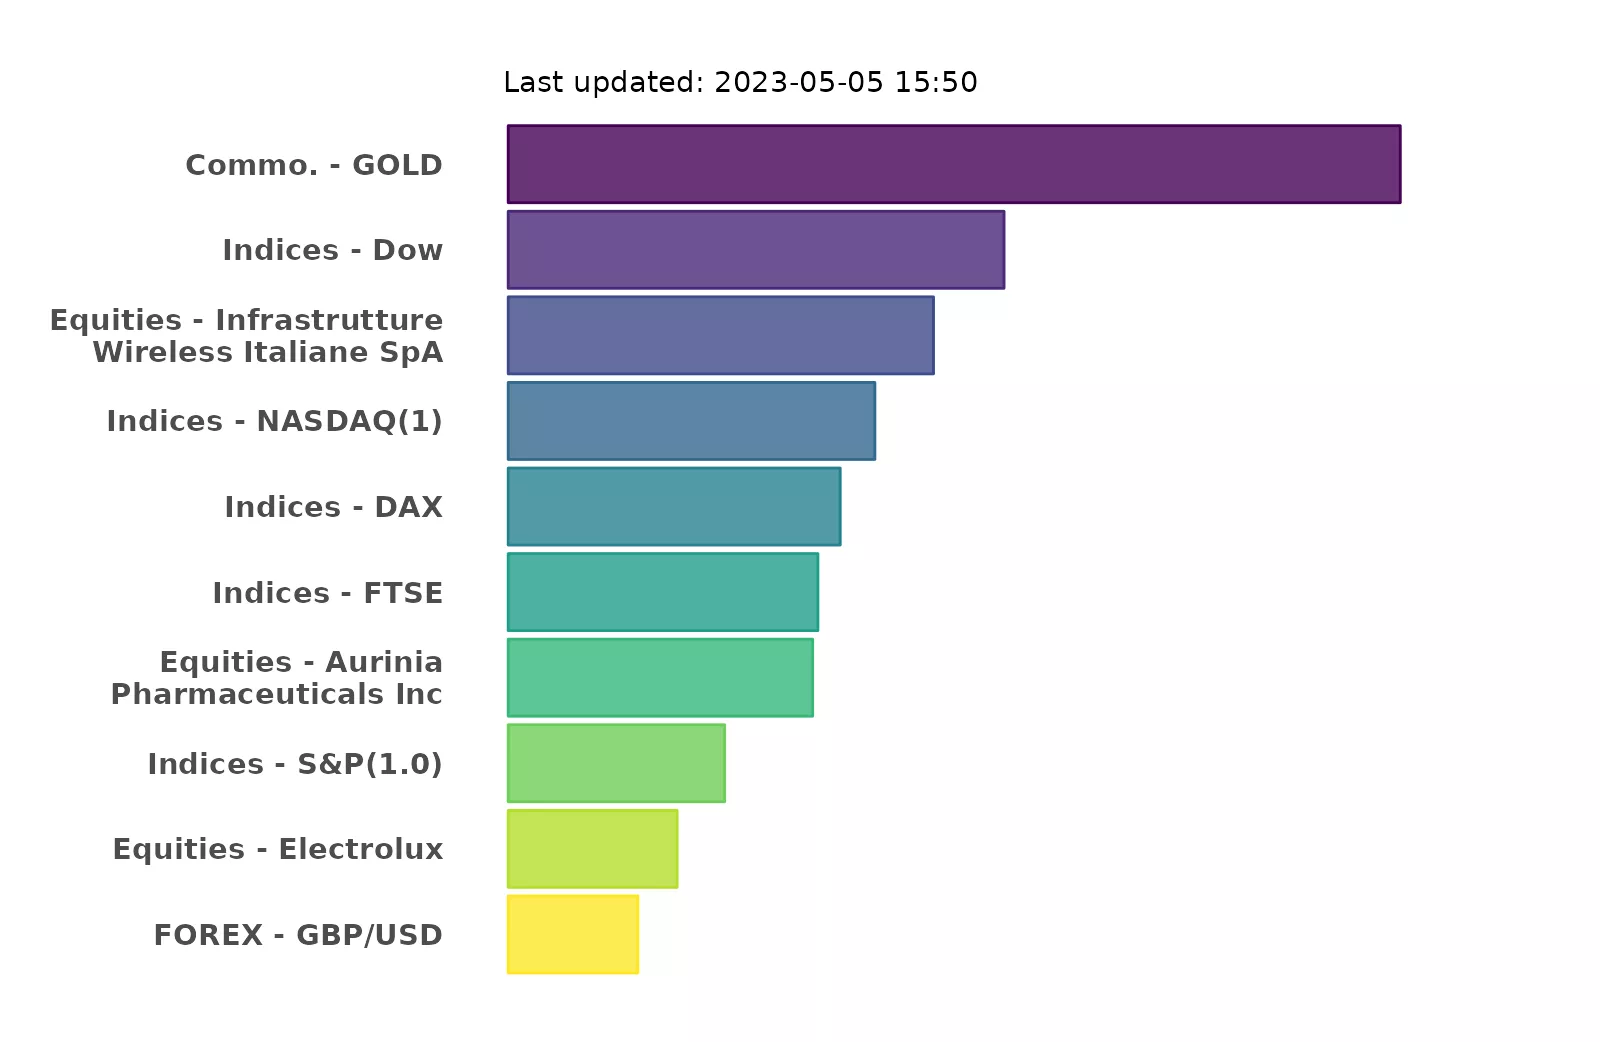 Last updated: 2023-05-05 15:50
Commo. - GOLD
Indices - Dow
Equities - Infrastrutture
Wireless Italiane SpA
Indices - NASDAQ(1)
Indices - DAX
Indices - FTSE
Equities - Aurinia
Pharmaceuticals Inc
Indices - S&P(1.0)
Equities - Electrolux
FOREX - GBP/USD